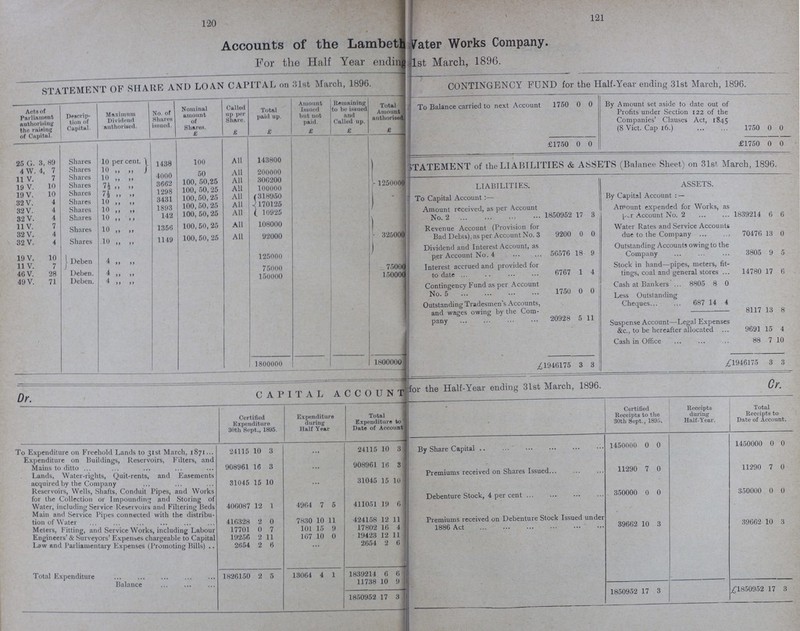 120
121
Accounts of the Lambeth Water Works Company.
For the Half Year ending 31st March, 1896.
STATEMENT OF SHARE AND LOAN CAPITAL on 31st March, 1896.
Acts of Parliament authorising the raising of Capital. Description of Capital. Maximum Dividend authorised. No. of Shares issued. Nominal amount of Shares. £ Called up per Share. £ Total paid up. £ Amount Issued but not paid. £ Remaining to be issued and Called up. £ Total Amount authorised. £
25 G. 3, 89 Shares 10 per cent. } 1438 100 All 143800
4 W. 4, 7 Shares 10 ,, ,, }
11 V. 7 Shares 10 ,, ,, 4000 50 All 200000
19 V. 10 Shares 7½ ,, ,, 3662 100, 50, 25 All 306200 1250000
19 V. 10 Shares 7½ ,, ,, 1298 100, 50, 25 All 100000
32 V. 4 Shares 10 ,, ,, 3431 100, 50, 25 All 318950
32 V. 4 Shares 10 ,, ,, 1893 100, 50, 25 All 170125
32 V. 4 Shares 10 ,, ,, 142 100, 50, 25 All 10925
11 V. 7 Shares 10 ,, ,, 1356 100, 50, 25 All 108000
32 V. 4
32 V. 4 Shares 10 ,, ,, 1149 100, 50, 25 All 92000 325000
19 V. 10 } Deben 4 ,, ,, 125000
11 V. 7 }
46 V. 28 Deben. 4 ,, ,, 75000 75000
49 V. 71 Deben. 4 ,, ,, 150000 150000
1800000 1800000
CONTINGENCY FUND for the Half-Year ending 31st March, 1896.
To Balance carried to next Account 1750 0 0
£1750 0 0
By Amount set aside to date out of
Profits under Section 122 of the
Companies' Clauses Act, 1845
(8 Vict. Cap 16.) ... ... 1750 0 0
£1750 0 0
STATEMENT of the LIABILITIES & ASSETS (Balance Sheet) on 31st March, 1896.
LIABILITIES.
To Capital Account :—
Amount received, as per Account
No. 2 ... ... ... ... 1850952 17 3
Revenue Account (Provision for
Bad Debts), as per Account No. 3 9200 0 0
Dividend and Interest Account, as
per Account No. 4 ... ... 56576 18 9
Interest accrued and provided for
to date ... ... ... ... 6767 1 4
Contingency Fund as per Account
No. 5 ... ... ... ... 1750 0 0
Outstanding Tradesmen's Accounts,
and wages owing by the Com-
pany ... ... ... ... 20928 5 11
£1946175 3 3
ASSETS.
By Capital Account :—
Amount expended for Works, as
per Account No. 2 ... ... 1839214 6 6
Water Rates and Service Accounts
due to the Company ... ... 70476 13 0
Outstanding Accounts owing to the
Company ... ... ... 3805 9 5
Stock in hand—pipes, meters, fit-
tings, coal and general stores ... 14780 17 6
Cash at Bankers ... 8805 8 0
Less Outstanding
Cheques... ... 687 14 4
8117 13 8
Suspense Account—Legal Expenses
&c., to be hereafter allocated ... 9691 15 4
Cash in Office ... ... ... 88 7 10
£1946175 3 3
Dr. CAPITAL ACCOUNT for the Half-Year ending 31st March, 1896. Cr.
Certified Expenditure 30th Sept., 1895. Expenditure during Half Year Total Expenditure to Date of Account
To Expenditure on Freehold Lands to 31st March, 1871... 24115 10 3 ... 24115 10 3
Expenditure on Buildings, Reservoirs, Filters, and
Mains to ditto ... ... ... ... 908961 16 3 ... 908961 16 3
Lands, Water-rights, Quit-rents, and Easements
acquired by the Company ... ... ... 31045 15 10 ... 31045 15 10
Reservoirs, Wells, Shafts, Conduit Pipes, and Works
for the Collection or Impounding and Storing of
Water, including Service Reservoirs and Filtering Beds 406087 12 1 4964 7 5 411051 19 6
Main and Service Pipes connected with the distribu-
tion of Water ... ... ... ... 416328 2 0 7830 10 11 424158 12 11
Meters, Fitting, and Service Works, including Labour 17701 0 7 101 15 9 17802 16 4
Engineers' & Surveyors' Expenses chargeable to Capital 19256 2 11 167 10 0 19423 12 11
Law and Parliamentary Expenses (Promoting Bills) .. 2654 2 6 ... 2654 2 6
Total Expenditure ... ... ... ... 1826150 2 5 13064 4 1 1839214 6 6
Balance ... ... ... 11738 10 9
1850952 17 3
Certified Receipts to the 30th Sept., 1895. Receipts during Half-Year. Total Receipts to Date of Account.
By Share Capital .. ... ... ... ... 1450000 0 0 1450000 0 0
Premiums received on Shares Issued... ... ... 11290 7 0 11290 7 0
Debenture Stock, 4 per cent ... ... ... ... 350000 0 0 350000 0 0
Premiums received on Debenture Stock Issued under
1886 Act ... ... ... ... ... 39662 10 3 39662 10 3
1850952 17 3 £1850952 17 3